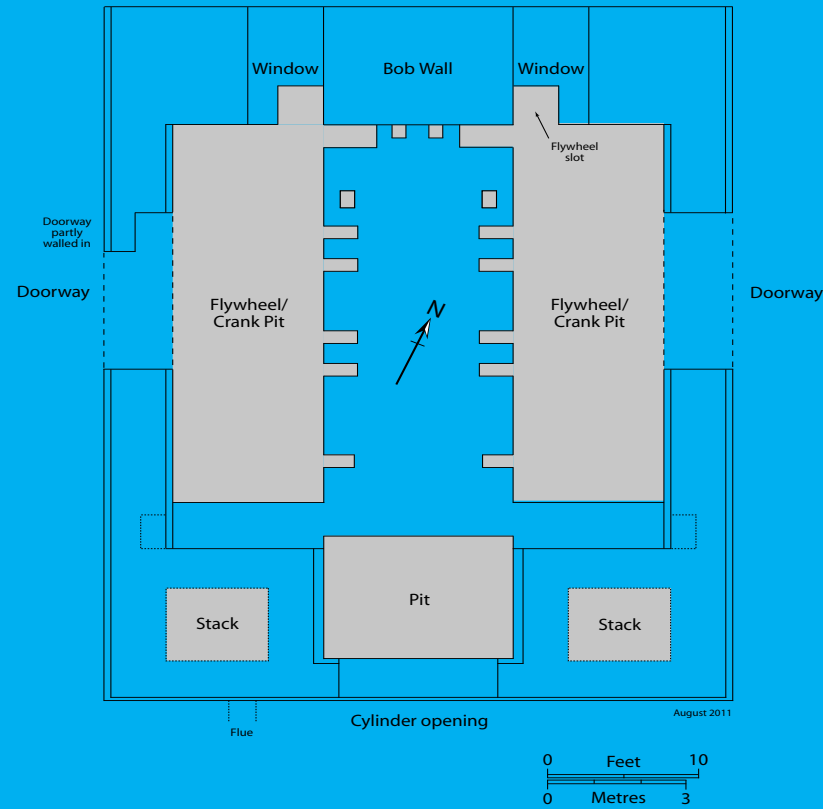 Window
Bob Wall
Window
Flywheel
slot
Doorway
partly
walled in
Doorway
Flywheel/
Crank Pit
N
Flywheel/
Crank Pit
Doorway
Pit
Stack
Stack
Flue
Cylinder opening
August 2011
0 Feet 10
0 Metres 3